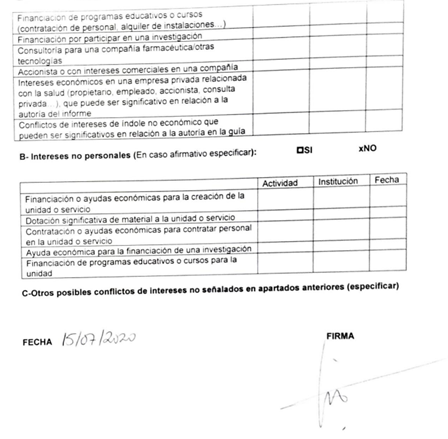 Financiación de programas educativos o cursos
(contratación de personal, alquiler de instalaciones...)
Financiación por participar en una investigación
Consultoría para una compañía farmacéutica/otras
tecnologías
Accionista o con intereses comerciales en una compañía
Intereses económicos en una empresa privada relacionada
con la salud (propietario, empleado, accionista, consulta
privada...), que puede ser significativo en relación a la
autoría del informe
Conflictos de intereses de índole no económico que
pueden ser significativos en relación a la autoría en la guía
B- Intereses no personales (En caso afirmativo especificar): □SI xNO
Actividad Institución Fecha
Financiación o ayudas económicas para la creación de la
unidad o servicio
Dotación significativa de material a la unidad o servicio
Contratación o ayudas económicas para contratar personal
en la unidad o servicio
Ayuda económica para la financiación de una investigación
Financiación de programas educativos o cursos para la
unidad
C-Otros posibles conflictos de intereses no señalados en apartados anteriores (especificar)
FECHA 15/07/2020 FIRMA